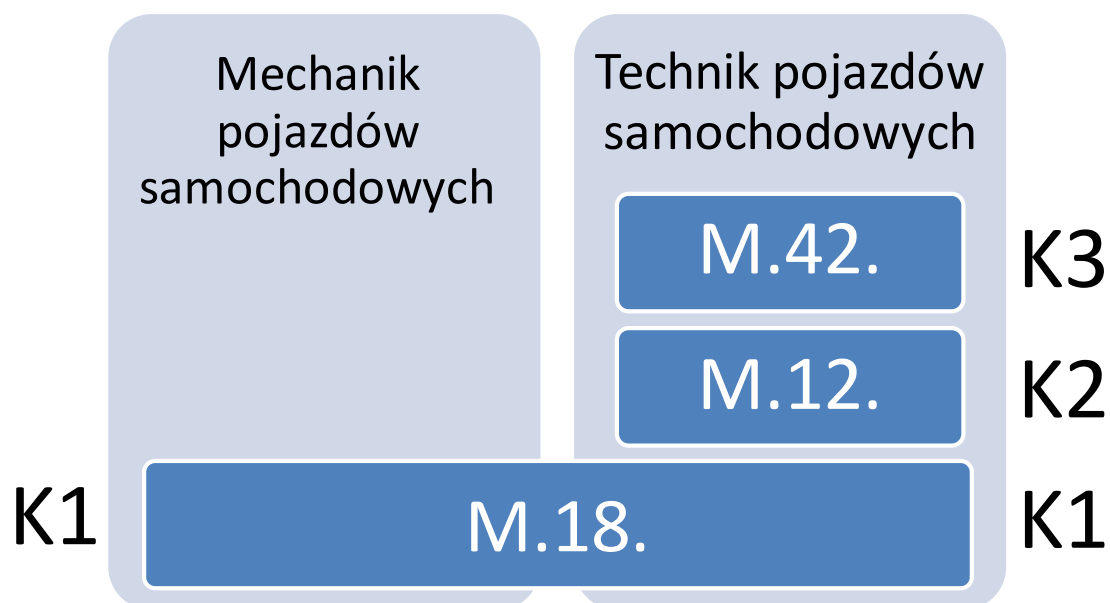 Mechanik
pojazdów
samochodowych
Technik pojazdów
samochodowych
M.42.
K3
M.12.
K2
K1
M.18.
K1